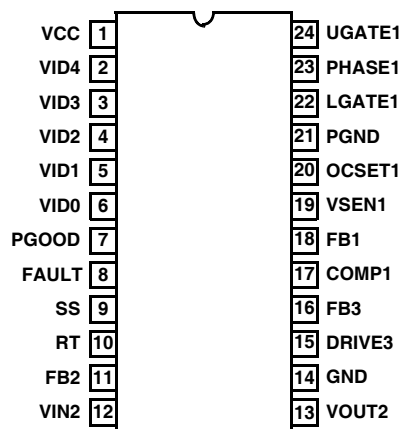 VCC 1 24 UGATE1
VID4 2 23 PHASE1
VID3 3 22 LGATE1
VID2 4 21 PGND
VID1 5 20 OCSET1
VID0 6 19 VSEN1
PGOOD 7 18 FB1
FAULT 8 17 COMP1
SS 9 16 FB3
RT 10 15 DRIVE3
FB2 11 14 GND
VIN2 12 13 VOUT2